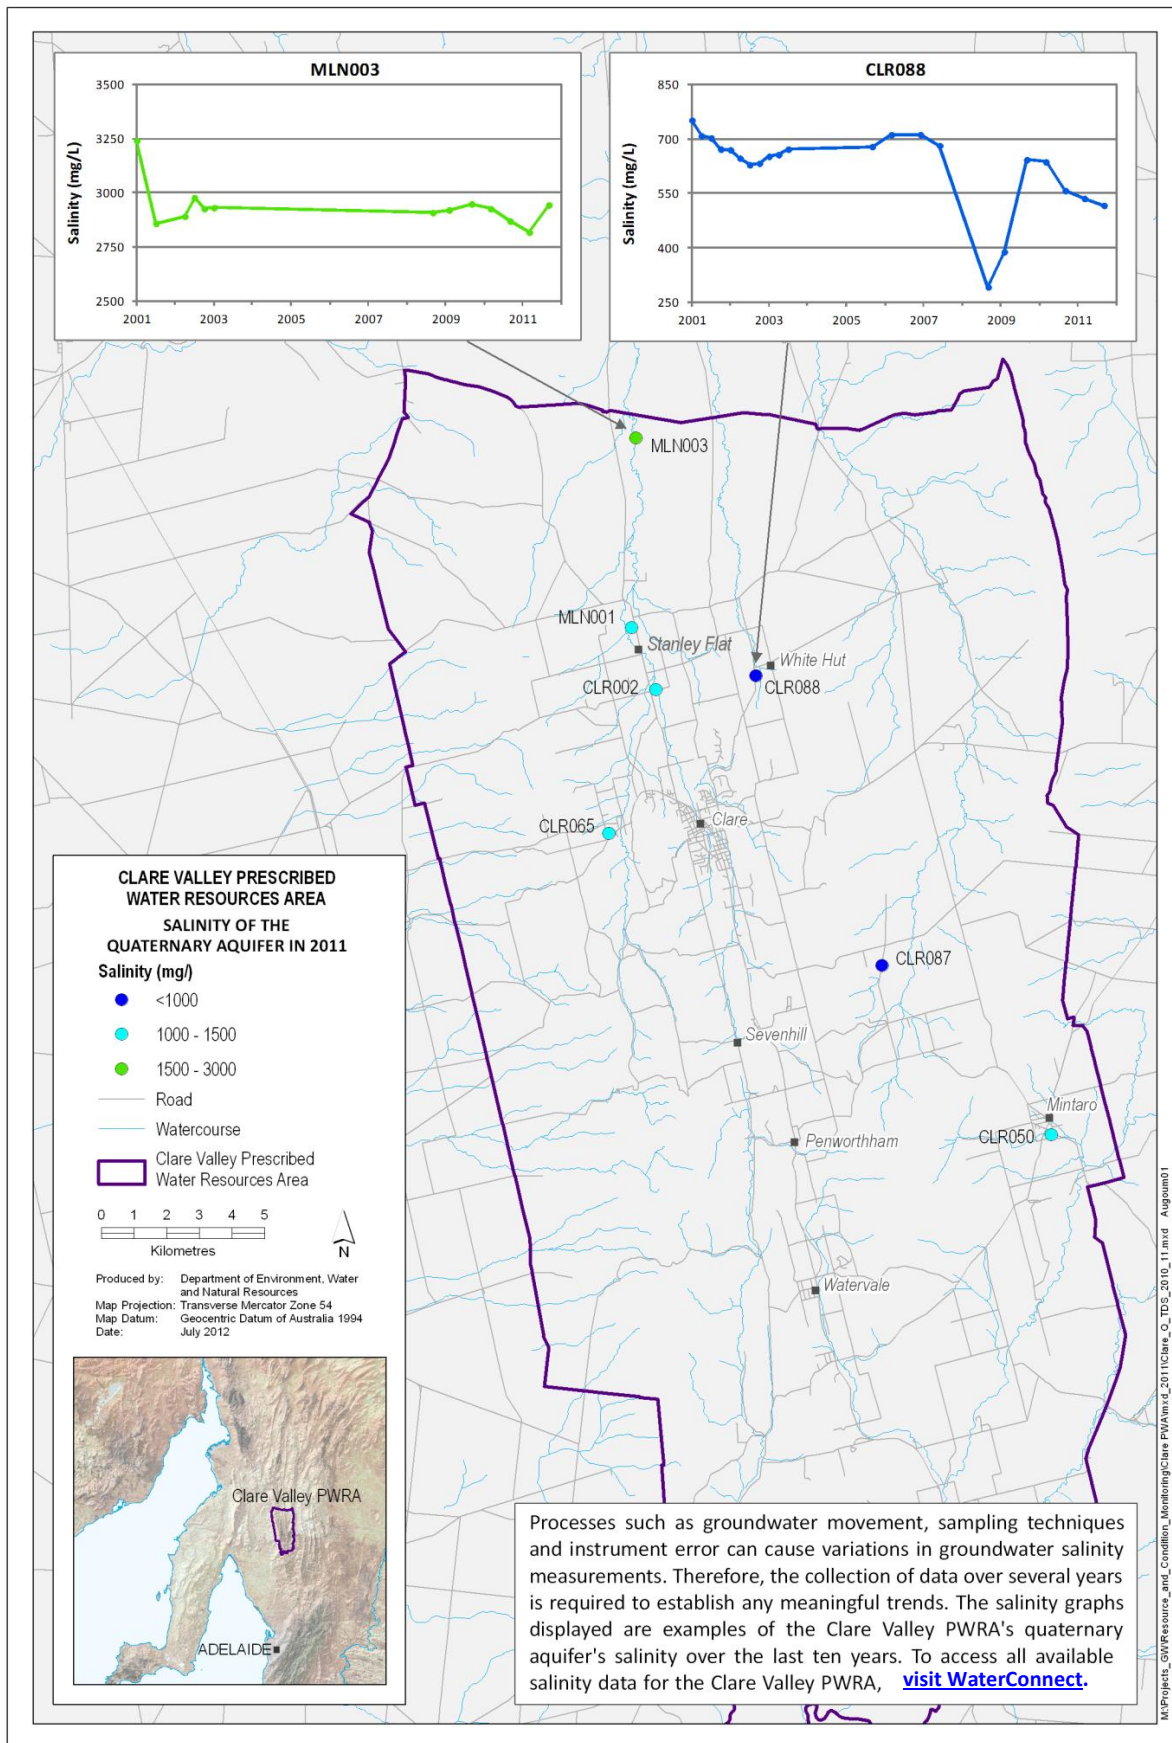 MLN003
3500
3250
3000
2750
2500
Salinity (mg/L)
2001
2003
2005
2007
2009
2011
CLR088
850
700
550
400
250
Salinity (mg/L)
2001
2003
2005
2007
2009
2011
MLN003
MLN001
Stanley Flat
White Hut
CLR002
CLR088
CLR065
Clare
CLR087
Sevenhill
Mintaro
CLR050
Penworthham
Watervale
CLARE VALLEY PRESCRIBED
WATER RESOURCES AREA
SALINITY OF THE
QUATERNARY AQUIFER IN 2011
Salinity (mg/)
<1000
1000 - 1500
1500 - 3000
Road
Watercourse
Clare Valley Prescribed
Water Resources Area
0 1 2 3 4 5
Kilometres
N
Produced by: Department of Environment, Water
and Natural Resources
Map Projection: Transverse Mercator Zone 54
Map Datum: Geocentric Datum of Australia 1994
Date: July 2012
Clare Valley PWRA
ADELAIDE
Processes such as groundwater movement, sampling techniques
and instrument error can cause variations in groundwater salinity
measurements. Therefore, the collection of data over several years
is required to establish any meaningful trends. The salinity graphs
displayed are examples of the Clare Valley PWRA's quaternary
aquifer's salinity over the last ten years. To access all available
salinity data for the Clare Valley PWRA, visit WaterConnect.
M:\Projects_GW\Resource_and_Condition_Monitoring\Clare PWA\mxd_2011\Clare_Q_TDS_2010_11.mxd Augoum01